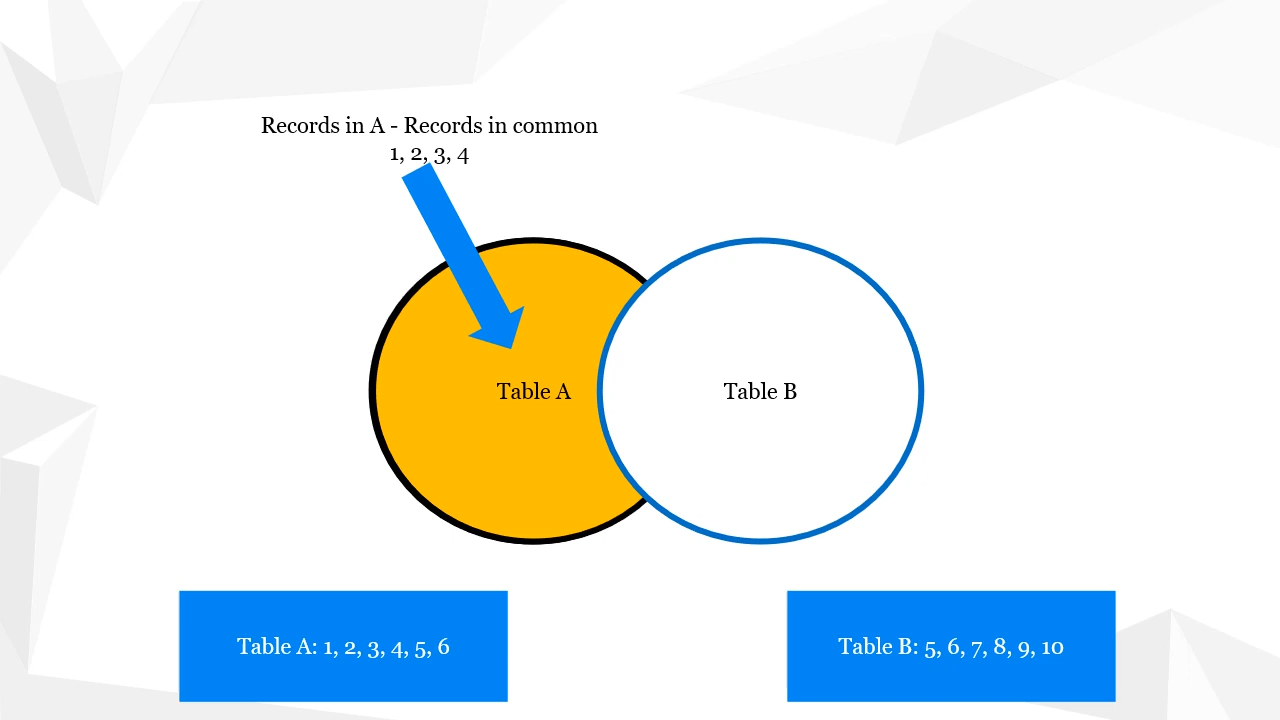 Records in A - Records in common
1, 2, 3, 4
Table A
Table B
Table A: 1, 2, 3, 4, 5, 6
Table B: 5, 6, 7, 8, 9, 10